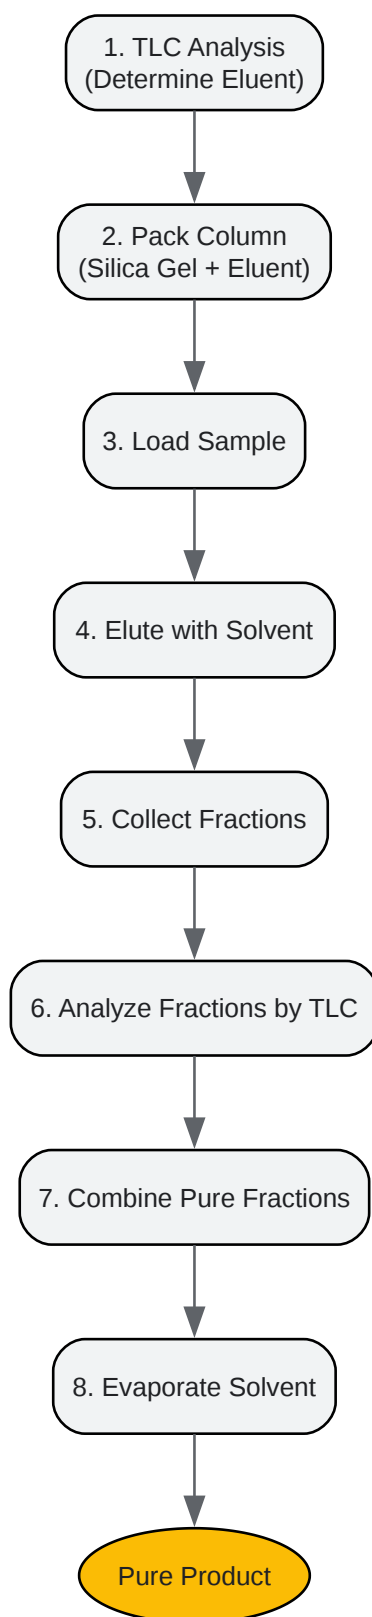 1. TLC Analysis
(Determine Eluent)
2. Pack Column
(Silica Gel + Eluent)
3. Load Sample
4. Elute with Solvent
5. Collect Fractions
6. Analyze Fractions by TLC
7. Combine Pure Fractions
8. Evaporate Solvent
Pure Product